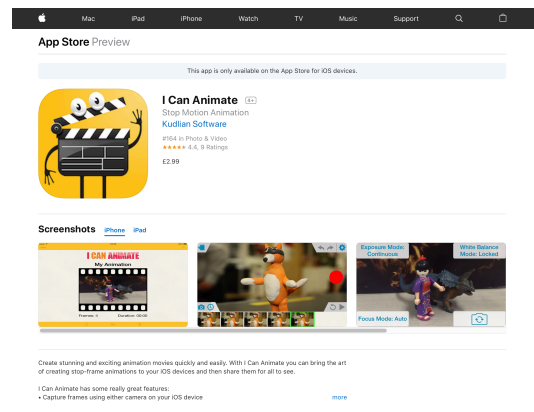 Mac iPad iPhone Watch TV Music Support
App Store Preview
This app is only available on the App Store for iOS devices.
I Can Animate 4+
Stop Motion Animation
Kudlian Software
#164 in Photo & Video
★★★★★ 4.4, 9 Ratings
£2.99
Screenshots iPhone iPad
I CAN ANIMATE
My Animation
Frames: 4 Duration: 00:00
Exposure Mode: Continuous
White Balance Mode: Locked
Focus Mode: Auto
Create stunning and exciting animation movies quickly and easily. With I Can Animate you can bring the art
of creating stop-frame animations to your iOS devices and then share them for all to see.
I Can Animate has some really great features:
• Capture frames using either camera on your iOS device
more